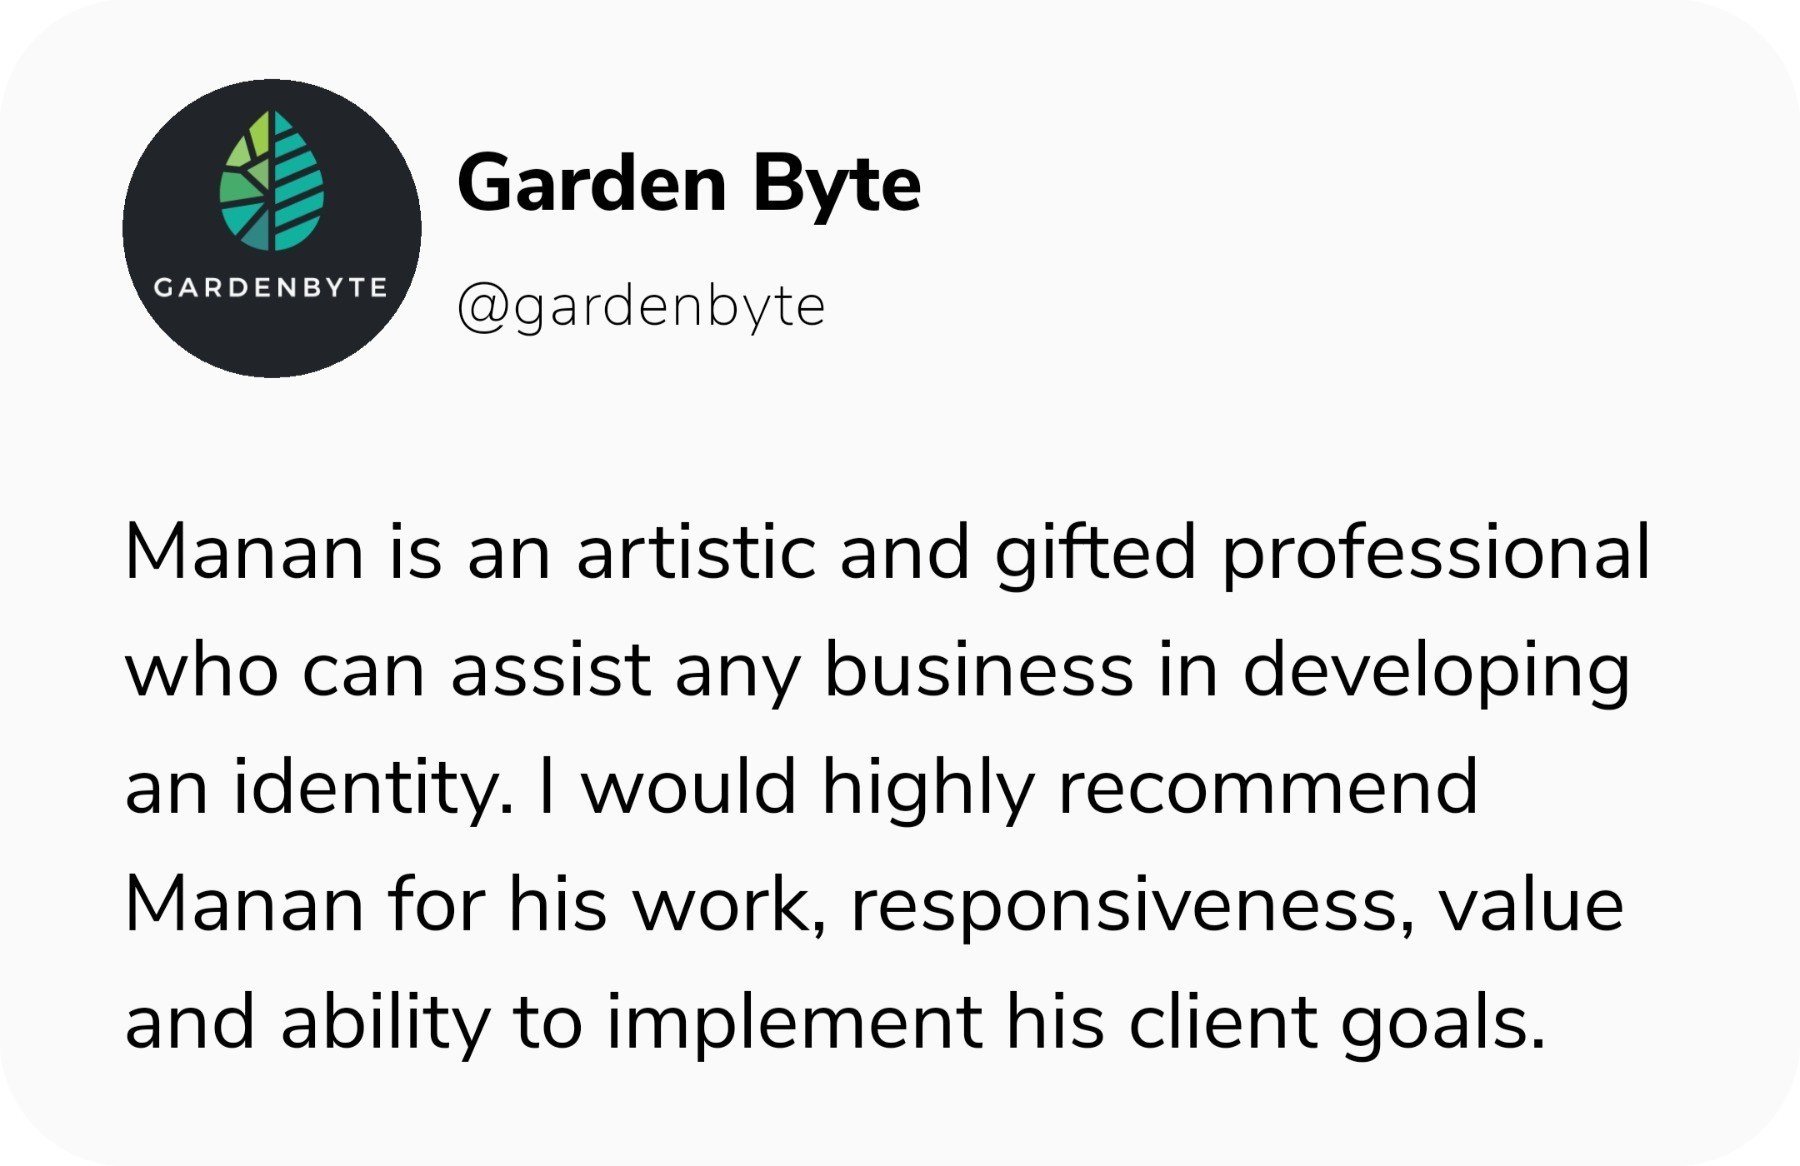 GARDENBYTE
Garden Byte
@gardenbyte
Manan is an artistic and gifted professional
who can assist any business in developing
an identity. I would highly recommend
Manan for his work, responsiveness, value
and ability to implement his client goals.